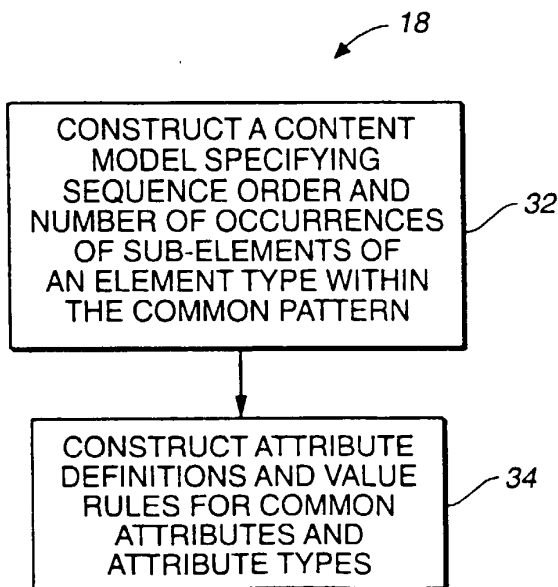 18
CONSTRUCT A CONTENT
MODEL SPECIFYING
SEQUENCE ORDER AND
NUMBER OF OCCURRENCES
OF SUB-ELEMENTS OF
AN ELEMENT TYPE WITHIN
THE COMMON PATTERN
32
CONSTRUCT ATTRIBUTE
DEFINITIONS AND VALUE
RULES FOR COMMON
ATTRIBUTES AND
ATTRIBUTE TYPES
34